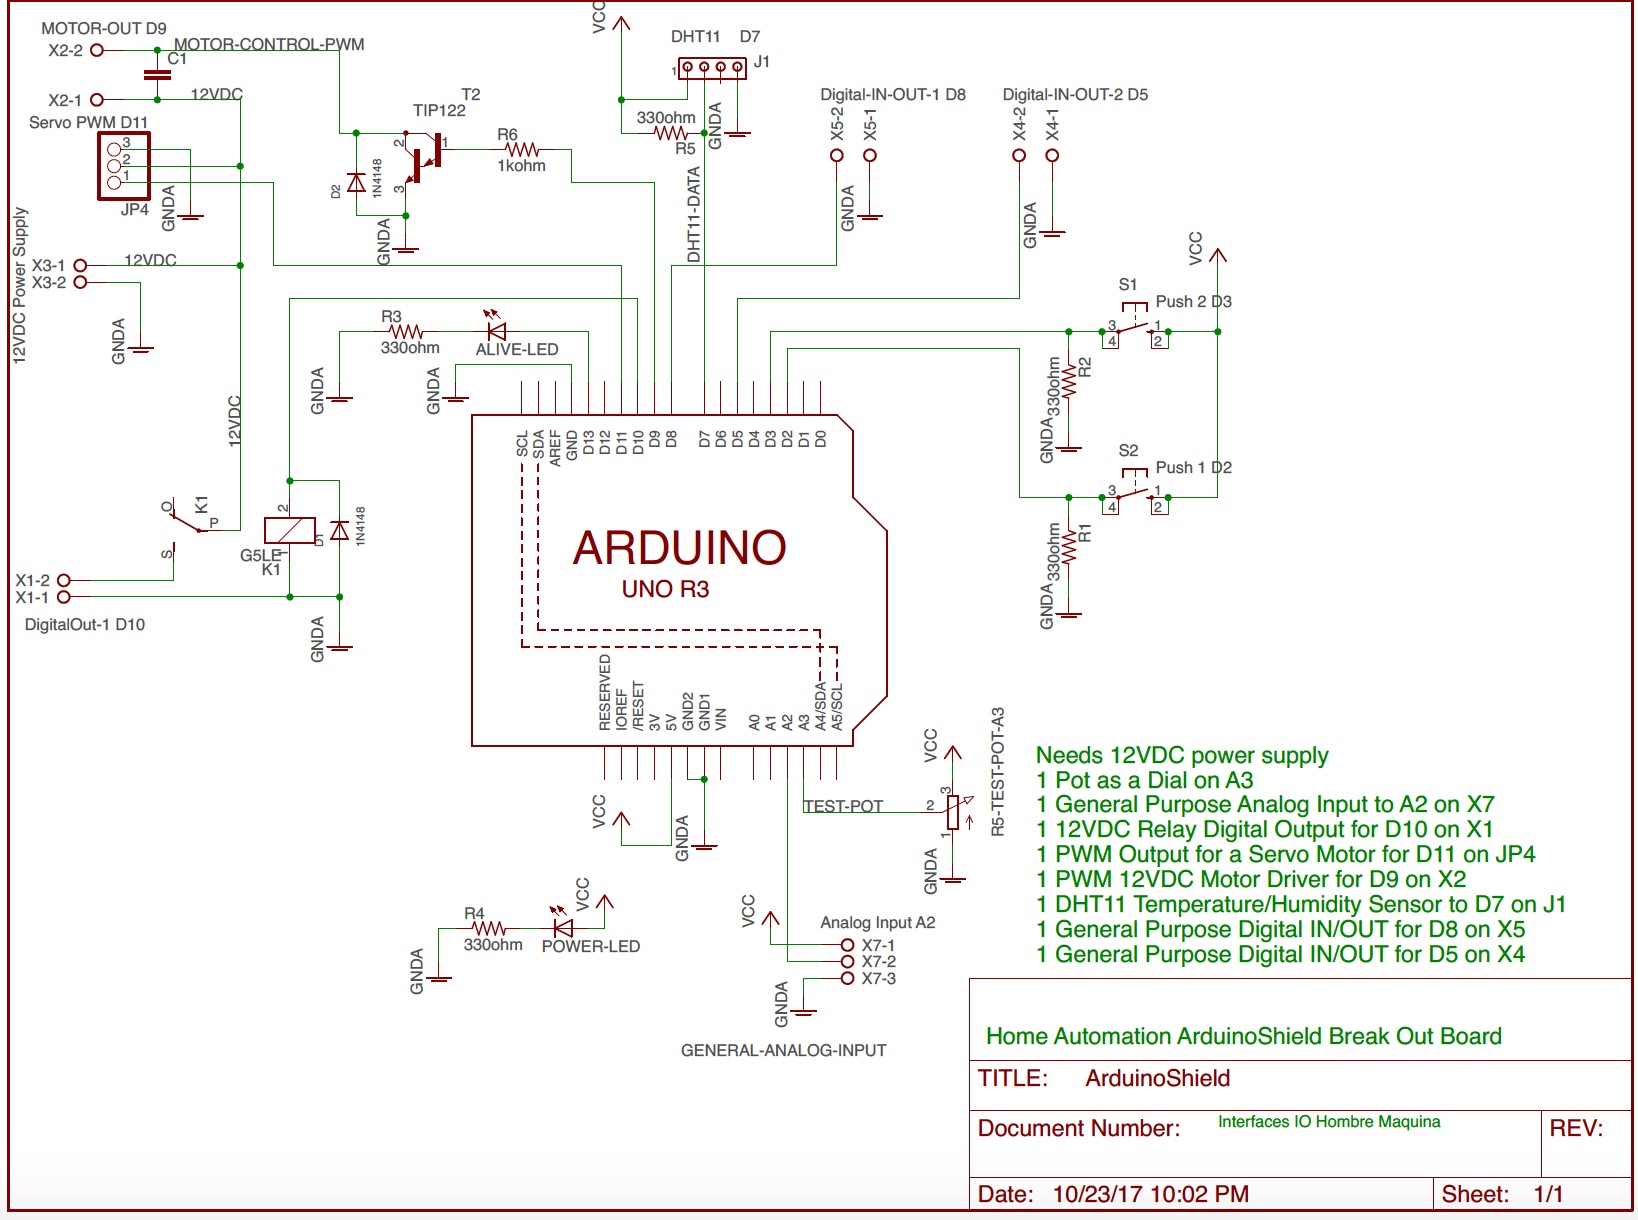 MOTOR-OUT D9
X2-2
MOTOR-CONTROL-PWM
C1
X2-1
12VDC
Servo PWM D11
3
2
1
JP4
GNDA
12VDC Power Supply
X3-1
12VDC
X3-2
GNDA
12VDC
T2
TIP122
2
1
3
D2
1N4148
GNDA
R6
1kohm
VCC
DHT11 D7
1
J1
330ohm
R5
GNDA
DHT11-DATA
Digital-IN-OUT-1 D8
X5-2
X5-1
GNDA
Digital-IN-OUT-2 D5
X4-2
X4-1
GNDA
VCC
S1
Push 2 D3
3
1
4
2
330ohm
R2
GNDA
S2
Push 1 D2
3
1
4
2
330ohm
R1
GNDA
R3
330ohm
ALIVE-LED
GNDA
GNDA
O
K1
P
S
2
G5LE
1
K1
D1
1N4148
X1-2
X1-1
DigitalOut-1 D10
GNDA
SCL
SDA
AREF
GND
D13
D12
D11
D10
D9
D8
D7
D6
D5
D4
D3
D2
D1
D0
ARDUINO
UNO R3
RESERVED
IOREF
/RESET
3V
5V
GND2
GND1
VIN
A0
A1
A2
A3
A4/SDA
A5/SCL
VCC
GNDA
TEST-POT
VCC
3
2
1
GNDA
R5-TEST-POT-A3
R4
330ohm
POWER-LED
VCC
GNDA
VCC
Analog Input A2
X7-1
X7-2
X7-3
GNDA
GENERAL-ANALOG-INPUT
Needs 12VDC power supply
1 Pot as a Dial on A3
1 General Purpose Analog Input to A2 on X7
1 12VDC Relay Digital Output for D10 on X1
1 PWM Output for a Servo Motor for D11 on JP4
1 PWM 12VDC Motor Driver for D9 on X2
1 DHT11 Temperature/Humidity Sensor to D7 on J1
1 General Purpose Digital IN/OUT for D8 on X5
1 General Purpose Digital IN/OUT for D5 on X4
Home Automation ArduinoShield Break Out Board
TITLE: ArduinoShield
Document Number: Interfaces IO Hombre Maquina
REV:
Date: 10/23/17 10:02 PM
Sheet: 1/1